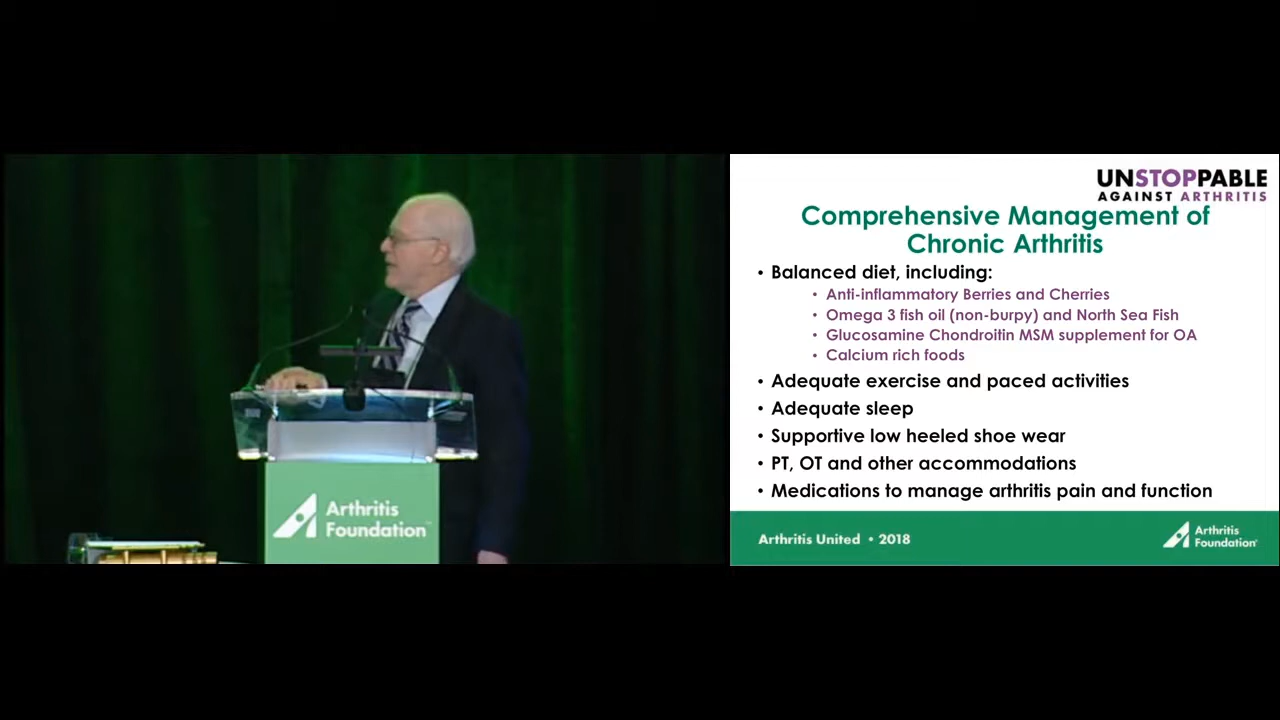 Arthritis
Foundation™
UNSTOPPABLE
AGAINST ARTHRITIS
Comprehensive Management of
Chronic Arthritis
• Balanced diet, including:
• Anti-inflammatory Berries and Cherries
• Omega 3 fish oil (non-burpy) and North Sea Fish
• Glucosamine Chondroitin MSM supplement for OA
• Calcium rich foods
• Adequate exercise and paced activities
• Adequate sleep
• Supportive low heeled shoe wear
• PT, OT and other accommodations
• Medications to manage arthritis pain and function
Arthritis United • 2018
Arthritis
Foundation®